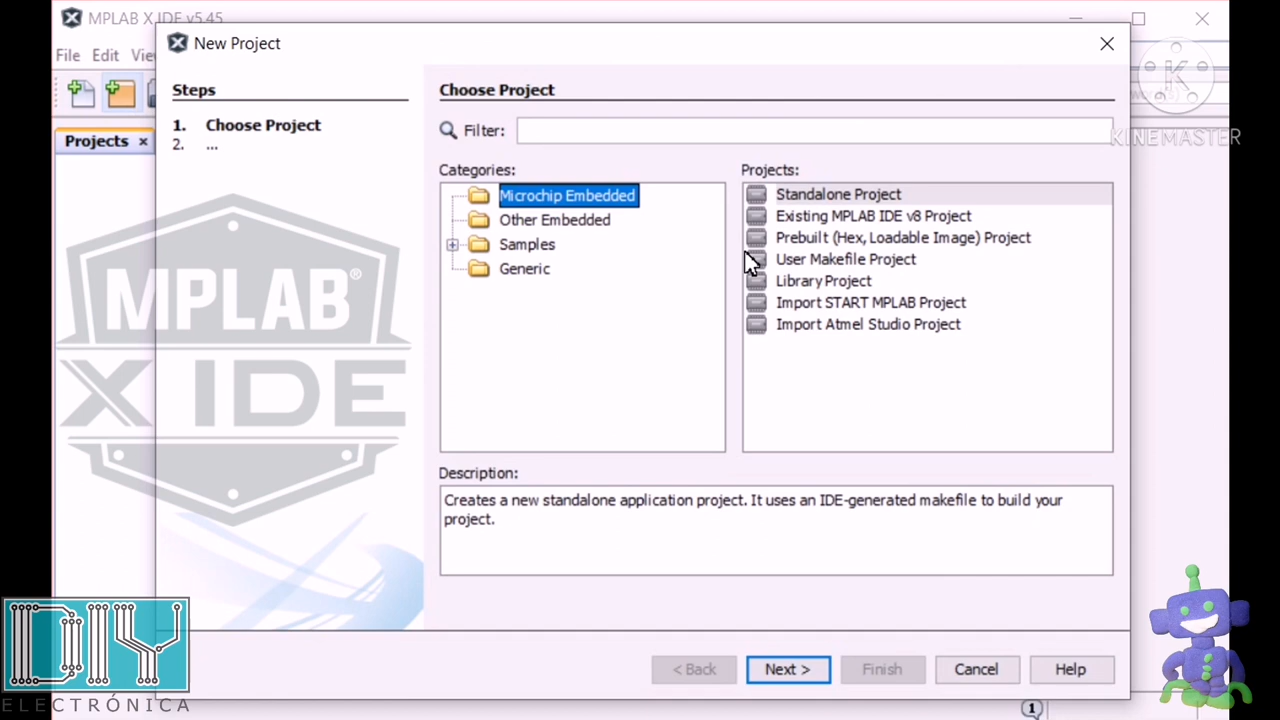 MPLAB X IDE v5.45
New Project
File Edit
Projects
Steps
1. Choose Project
2. ...
MPLAB®
X IDE
Choose Project
Filter:
Categories:
Microchip Embedded
Other Embedded
Samples
Generic
Projects:
Standalone Project
Existing MPLAB IDE v8 Project
Prebuilt (Hex, Loadable Image) Project
User Makefile Project
Library Project
Import START MPLAB Project
Import Atmel Studio Project
Description:
Creates a new standalone application project. It uses an IDE-generated makefile to build your
project.
< Back Next > Finish Cancel Help
1
K
KINEMASTER
DIY
ELECTRÓNICA